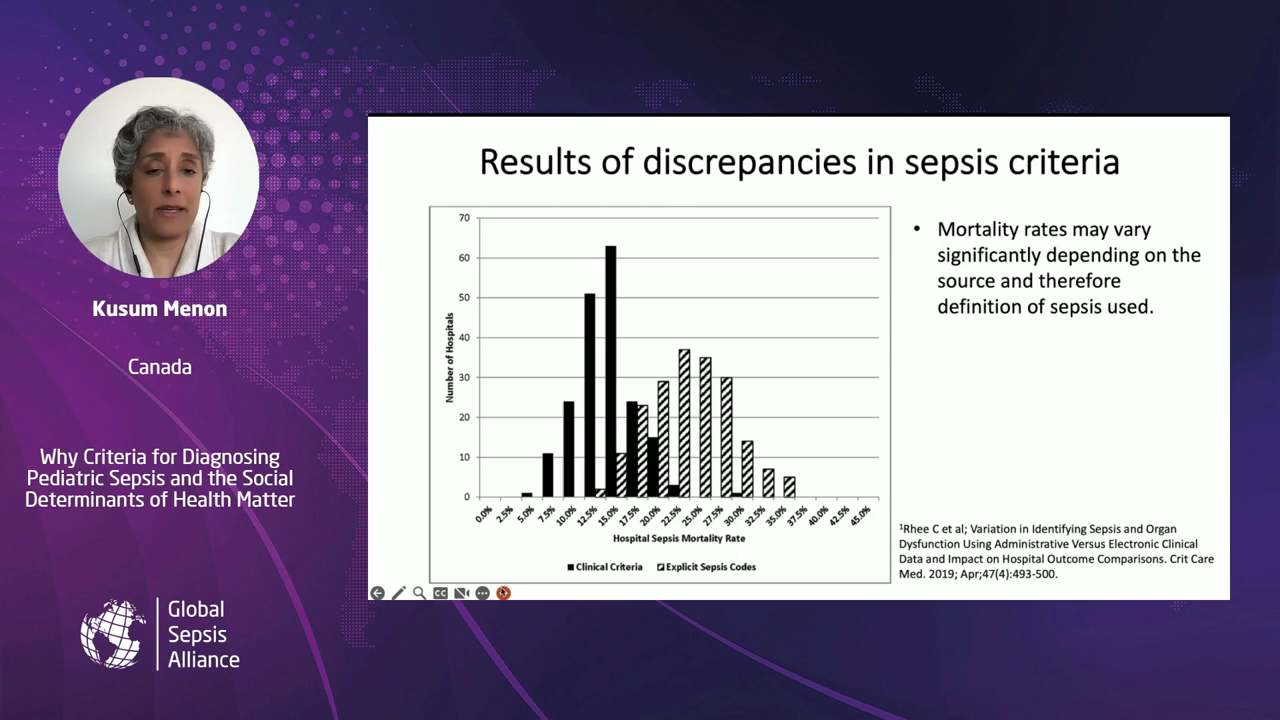 Kusum Menon
Canada
Why Criteria for Diagnosing
Pediatric Sepsis and the Social
Determinants of Health Matter
Global
Sepsis
Alliance
Results of discrepancies in sepsis criteria
70
60
50
40
30
20
10
0
Number of Hospitals
0.0%
2.5%
5.0%
7.5%
10.0%
12.5%
15.0%
17.5%
20.0%
22.5%
25.0%
27.5%
30.0%
32.5%
35.0%
37.5%
40.0%
42.5%
45.0%
Hospital Sepsis Mortality Rate
Clinical Criteria
Explicit Sepsis Codes
• Mortality rates may vary
significantly depending on the
source and therefore
definition of sepsis used.
¹Rhee C et al; Variation in Identifying Sepsis and Organ
Dysfunction Using Administrative Versus Electronic Clinical
Data and Impact on Hospital Outcome Comparisons. Crit Care
Med. 2019; Apr;47(4):493-500.
CC